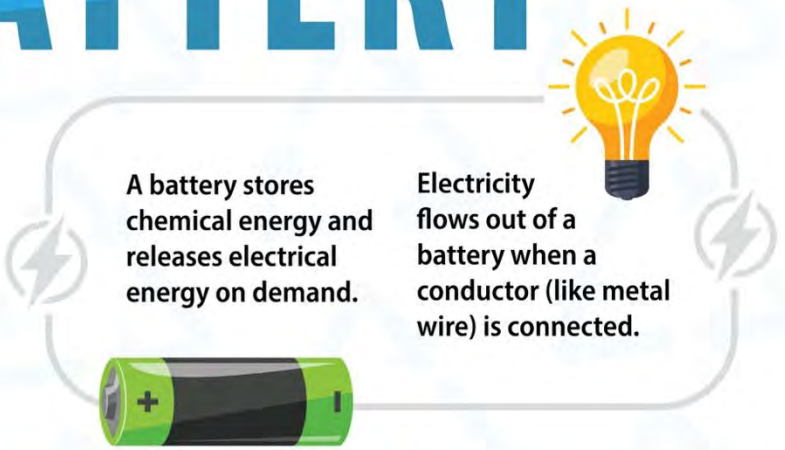 ATTERY
A battery stores
chemical energy and
releases electrical
energy on demand.
Electricity
flows out of a
battery when a
conductor (like metal
wire) is connected.
+
-